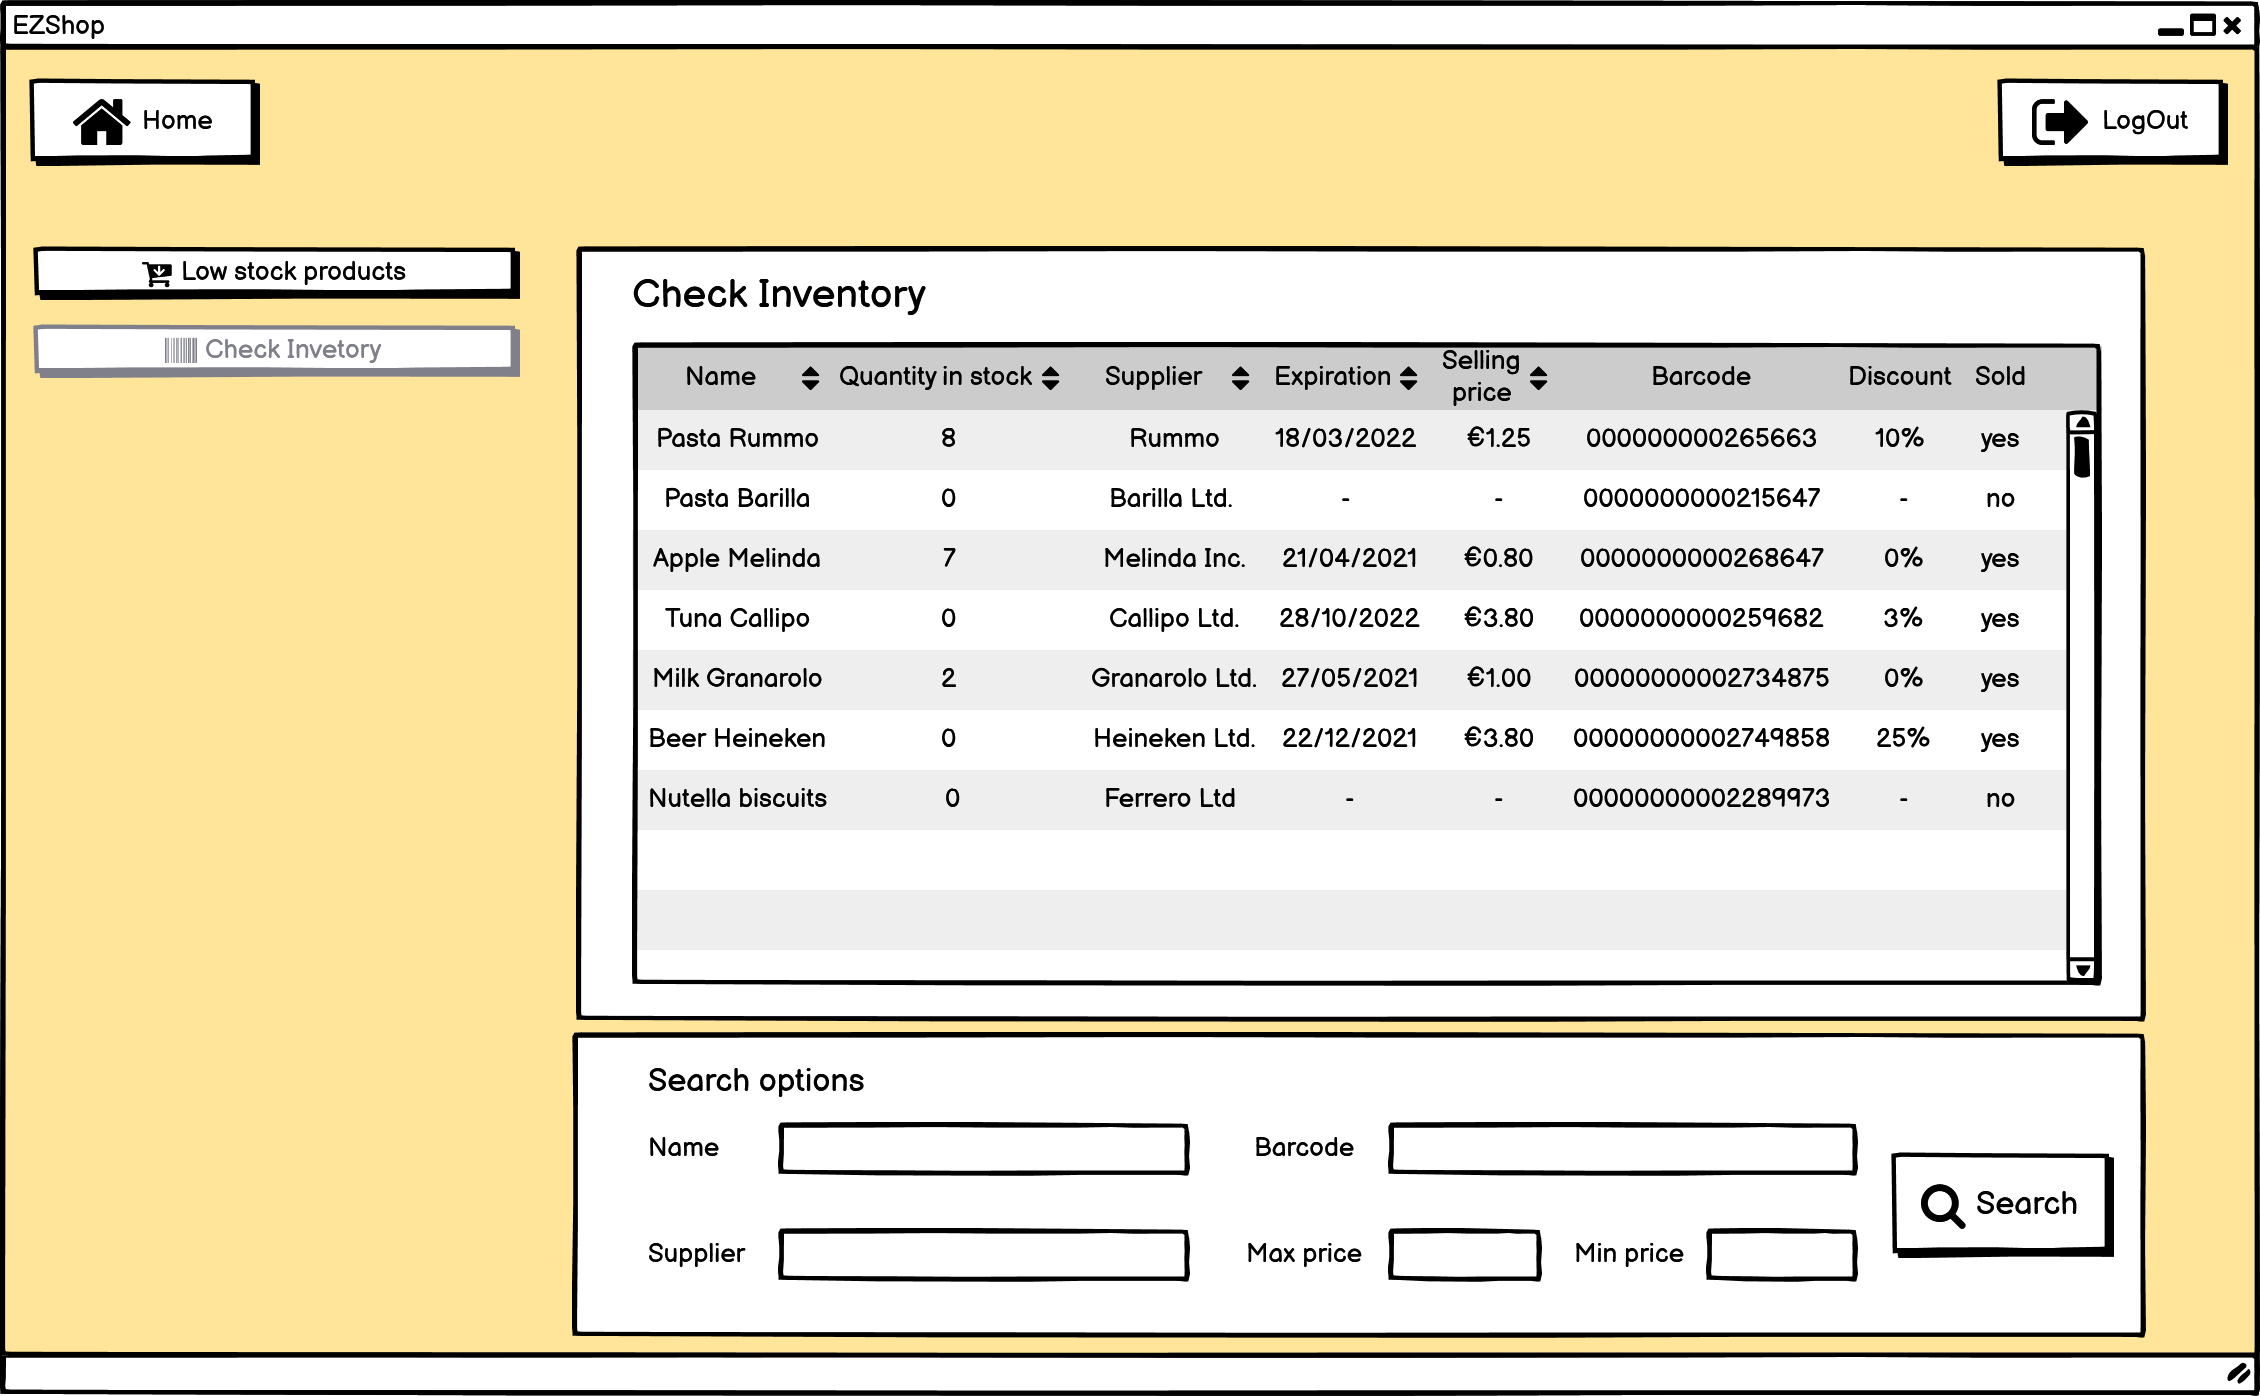 EZShop
Home
LogOut
Low stock products
Check Invetory
Check Inventory
Name Quantity in stock Supplier Expiration Selling price Barcode Discount Sold
Pasta Rummo 8 Rummo 18/03/2022 €1.25 000000000265663 10% yes
Pasta Barilla 0 Barilla Ltd. - - 0000000000215647 - no
Apple Melinda 7 Melinda Inc. 21/04/2021 €0.80 0000000000268647 0% yes
Tuna Callipo 0 Callipo Ltd. 28/10/2022 €3.80 0000000000259682 3% yes
Milk Granarolo 2 Granarolo Ltd. 27/05/2021 €1.00 00000000002734875 0% yes
Beer Heineken 0 Heineken Ltd. 22/12/2021 €3.80 00000000002749858 25% yes
Nutella biscuits 0 Ferrero Ltd - - 00000000002289973 - no
Search options
Name Barcode
Search
Supplier Max price Min price